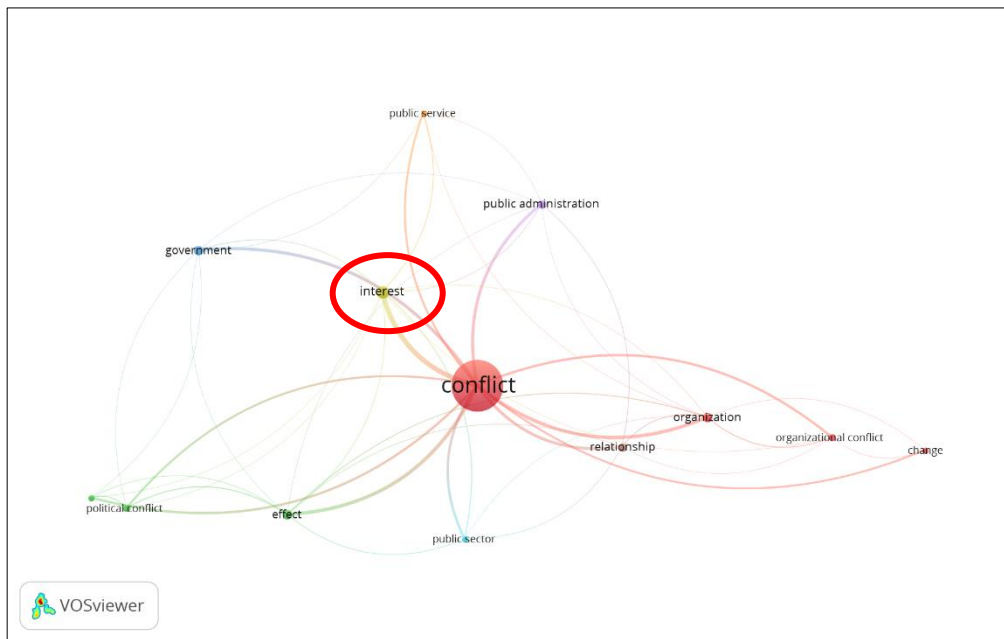 public service
public administration
government
interest
conflict
organization
organizational conflict
relationship
change
political conflict
effect
public sector
VOSviewer